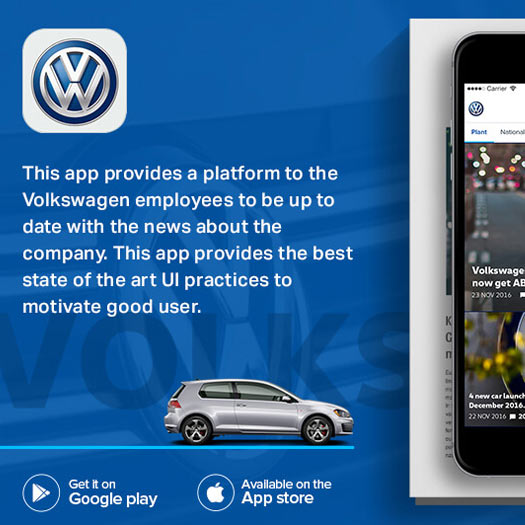 This app provides a platform to the
Volkswagen employees to be up to
date with the news about the
company. This app provides the best
state of the art UI practices to
motivate good user.
VOLKS
Get it on
Google play
Available on the
App store
Carrier
Plant National
Volkswage
now get AB
23 NOV 2016
4 new car launch
December 2016.
22 NOV 2016 20